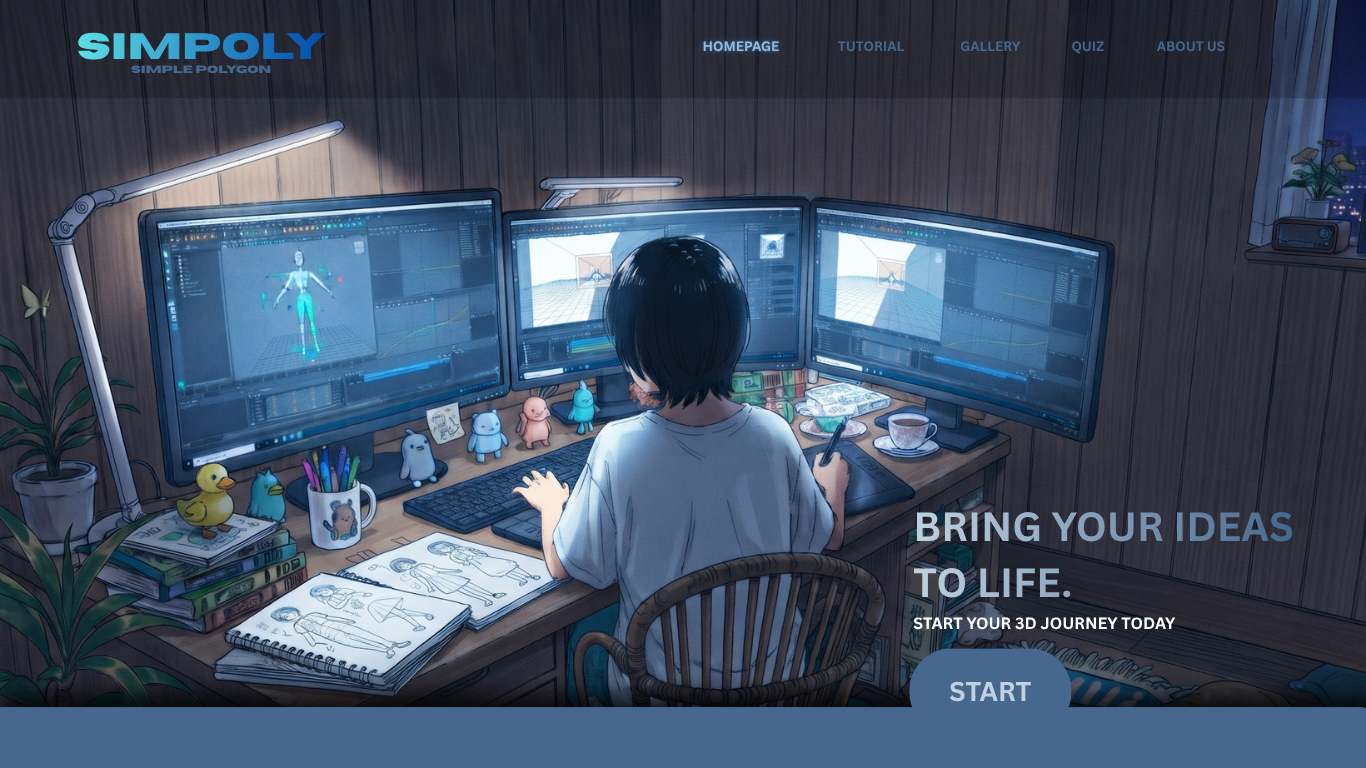 SIMPOLY
SIMPLE POLYGON
HOMEPAGE TUTORIAL GALLERY QUIZ ABOUT US
BRING YOUR IDEAS
TO LIFE.
START YOUR 3D JOURNEY TODAY
START